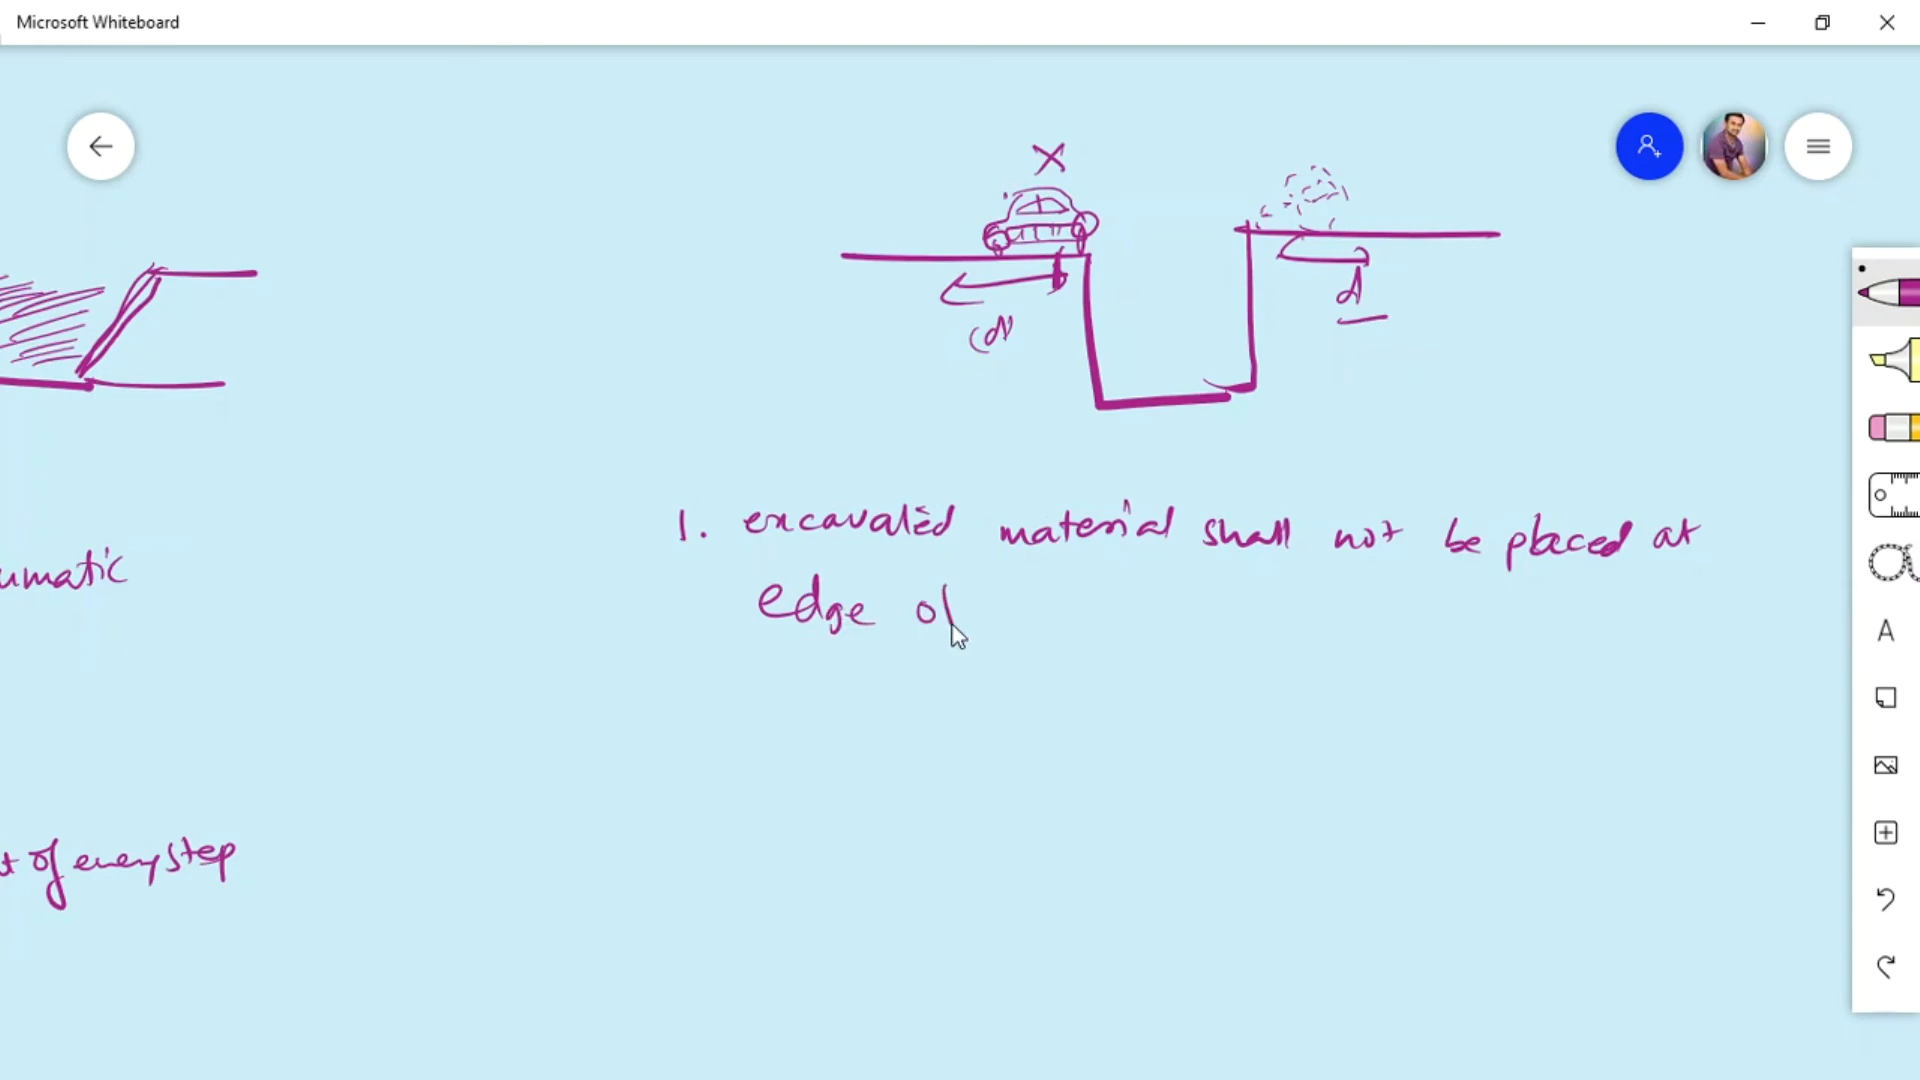 Microsoft Whiteboard
X
(d)
d
1. excavated material shall not be placed at
edge of
umatic
t of every step
A